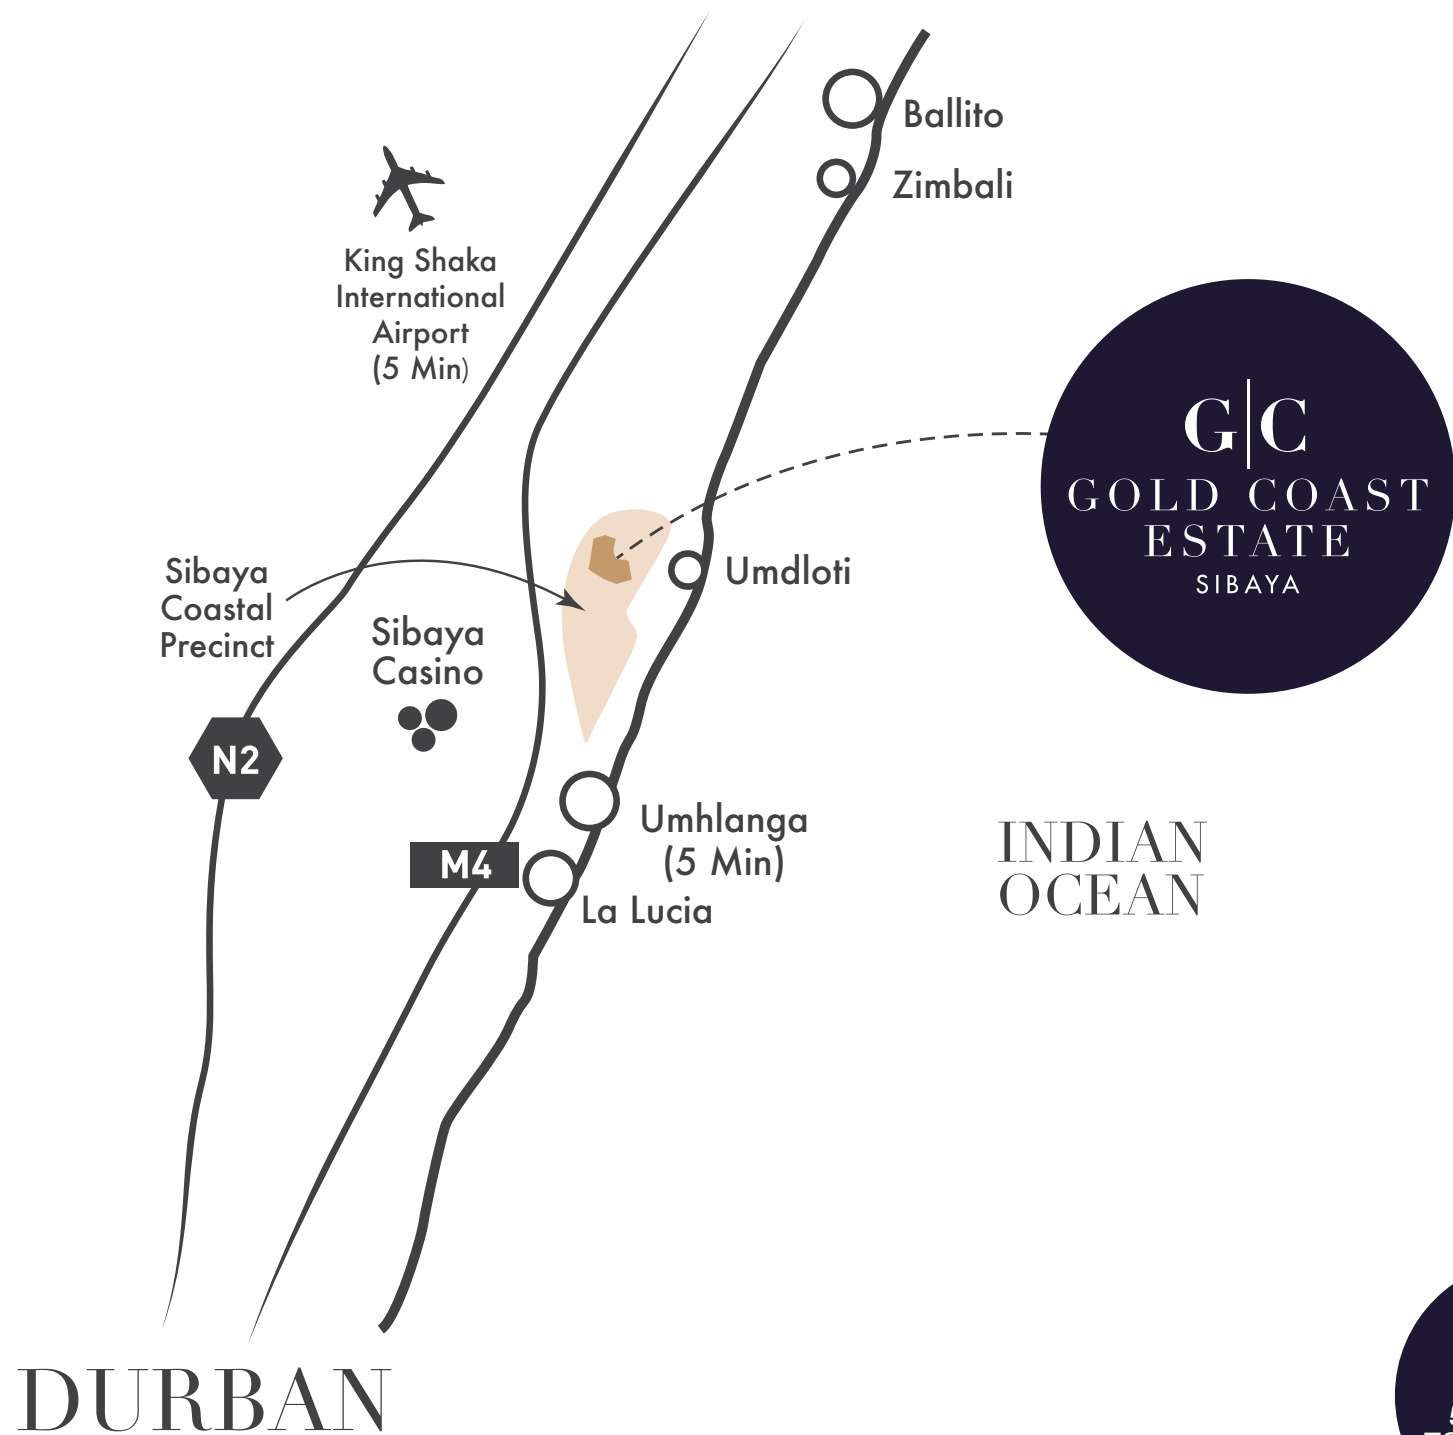 Ballito
Zimbali
King Shaka
International
Airport
(5 Min)
G|C
GOLD COAST
ESTATE
SIBAYA
Sibaya
Coastal
Precinct
Umdloti
Sibaya
Casino
N2
Umhlanga
(5 Min)
M4
La Lucia
INDIAN
OCEAN
DURBAN